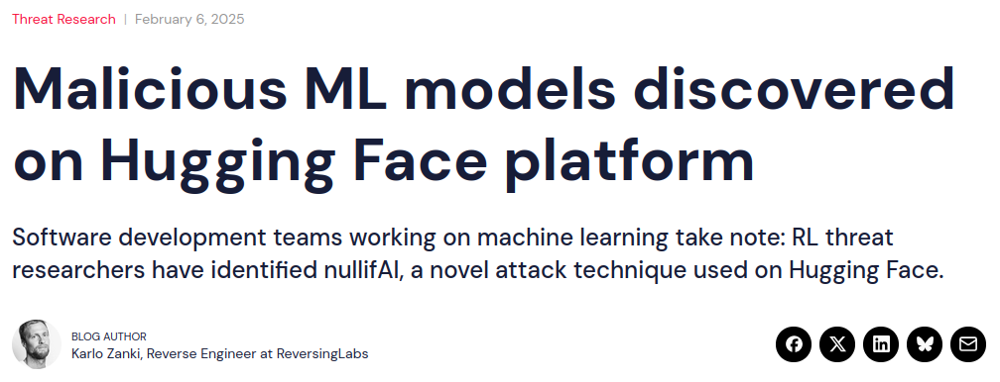 Threat Research | February 6, 2025
Malicious ML models discovered
on Hugging Face platform
Software development teams working on machine learning take note: RL threat
researchers have identified nullifAI, a novel attack technique used on Hugging Face.
BLOG AUTHOR
Karlo Zanki, Reverse Engineer at ReversingLabs